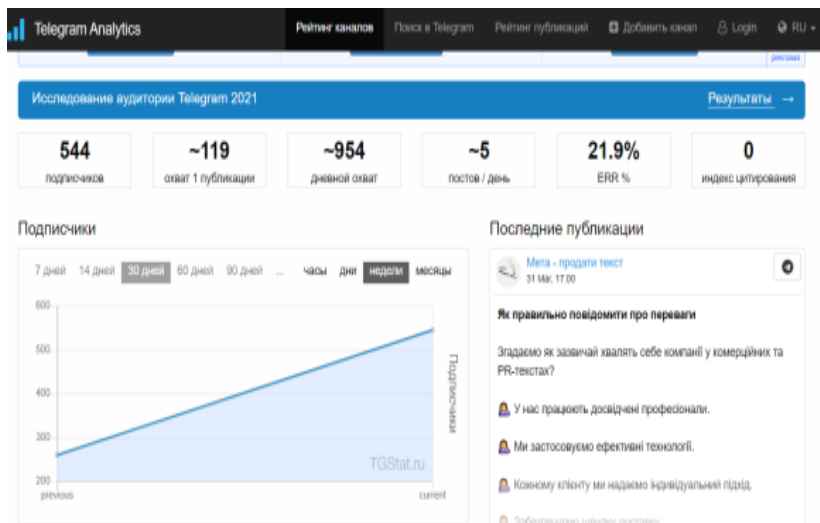 Telegram Analytics
Рейтинг каналов
Поиск в Telegram
Рейтинг публикаций
Добавить канал
Login
RU
реклама
Исследование аудитории Telegram 2021
Результаты →
544
подписчиков
~119
охват 1 публикации
~954
дневной охват
~5
постов / день
21.9%
ERR %
0
индекс цитирования
Подписчики
7 дней 14 дней 30 дней 60 дней 90 дней ... часы дни недели месяцы
600
500
400
300
200
previous
current
Подписчики
TGStat.ru
Последние публикации
Мета - продати текст
31 Mar, 17:00
Як правильно повідомити про переваги
Згадаємо як зазвичай хвалять себе компанії у комерційних та
PR-текстах?
У нас працюють досвідчені професіонали.
Ми застосовуємо ефективні технології.
Кожному клієнту ми надаємо індивідуальний підхід.
Забезпечуємо швидку доставку.